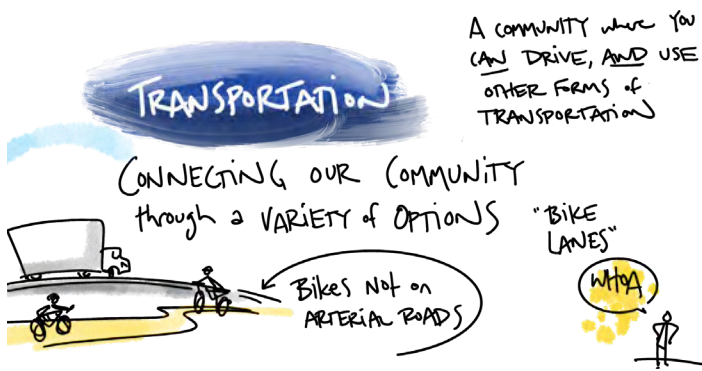 TRANSPORTATION
A COMMUNITY where YOU
CAN DRIVE, AND USE
OTHER FORMS of
TRANSPORTATION
CONNECTING OUR COMMUNITY
through a VARIETY of OPTIONS
"BIKE
LANES"
WHOA
Bikes Not on
ARTERIAL ROADS